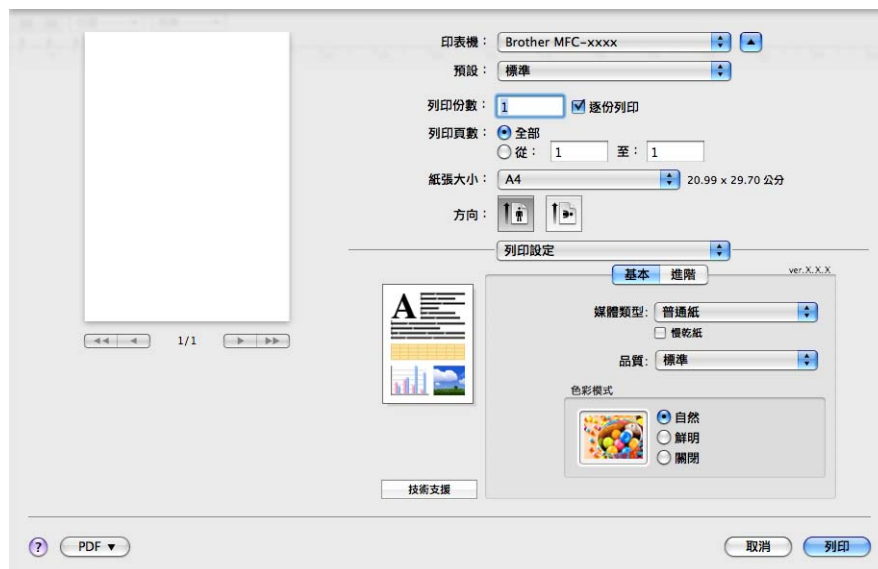 印表機： Brother MFC-xxxx
預設： 標準
列印份數： 1 逐份列印
列印頁數： 全部
從： 1 至： 1
紙張大小： A4 20.99 x 29.70 公分
方向：
列印設定
基本 進階 ver.X.X.X
A
媒體類型: 普通紙
慢乾紙
品質: 標準
色彩模式
自然
鮮明
關閉
1/1
技術支援
? PDF ▼ 取消 列印